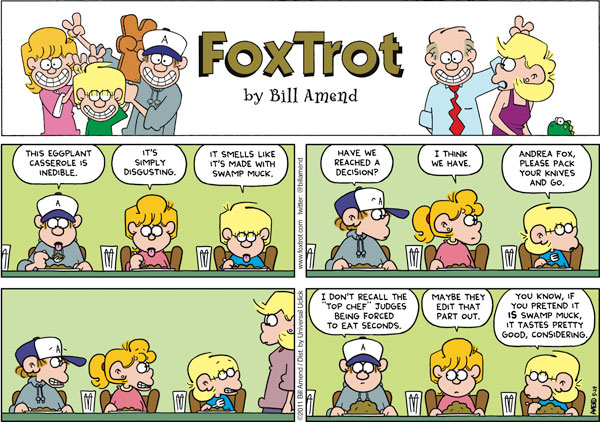 FoxTrot
by Bill Amend
A
THIS EGGPLANT
CASSEROLE IS
INEDIBLE.
IT'S
SIMPLY
DISGUSTING.
IT SMELLS LIKE
IT'S MADE WITH
SWAMP MUCK.
A
www.foxtrot.com twitter @billamend
HAVE WE
REACHED A
DECISION?
I THINK
WE HAVE.
ANDREA FOX,
PLEASE PACK
YOUR KNIVES
AND GO.
A
A
©2011 Bill Amend / Dist. by Universal Uclick
I DON'T RECALL THE
"TOP CHEF" JUDGES
BEING FORCED
TO EAT SECONDS.
MAYBE THEY
EDIT THAT
PART OUT.
YOU KNOW, IF
YOU PRETEND IT
IS SWAMP MUCK,
IT TASTES PRETTY
GOOD, CONSIDERING.
A
AMEND 5-29